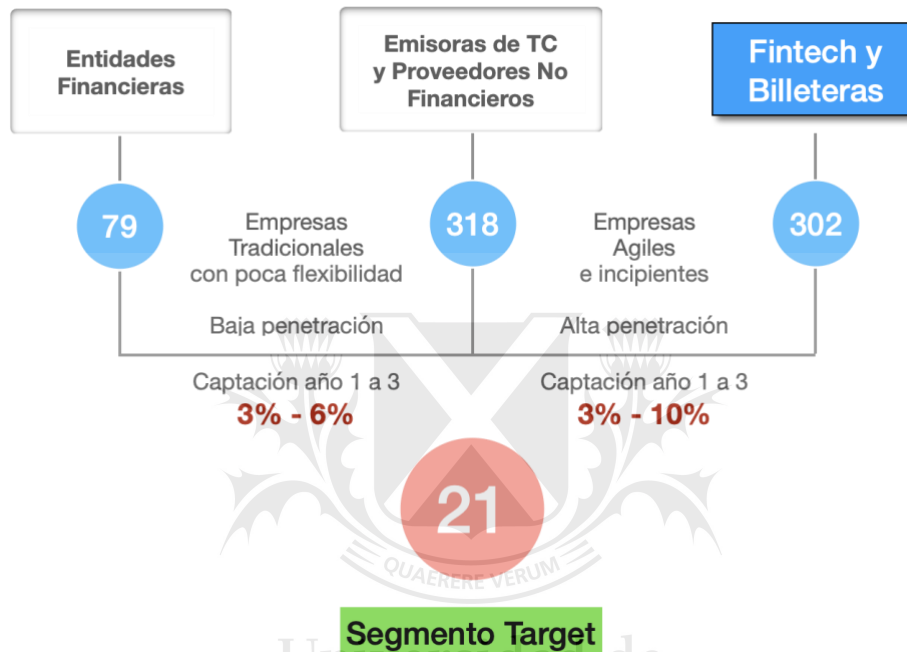 Entidades
Financieras
Emisoras de TC
y Proveedores No
Financieros
Fintech y
Billeteras
79
Empresas
Tradicionales
con poca flexibilidad
318
Empresas
Agiles
e incipientes
302
Baja penetración
Alta penetración
Captación año 1 a 3
3% - 6%
Captación año 1 a 3
3% - 10%
21
QUAERERE VERUM
Segmento Target